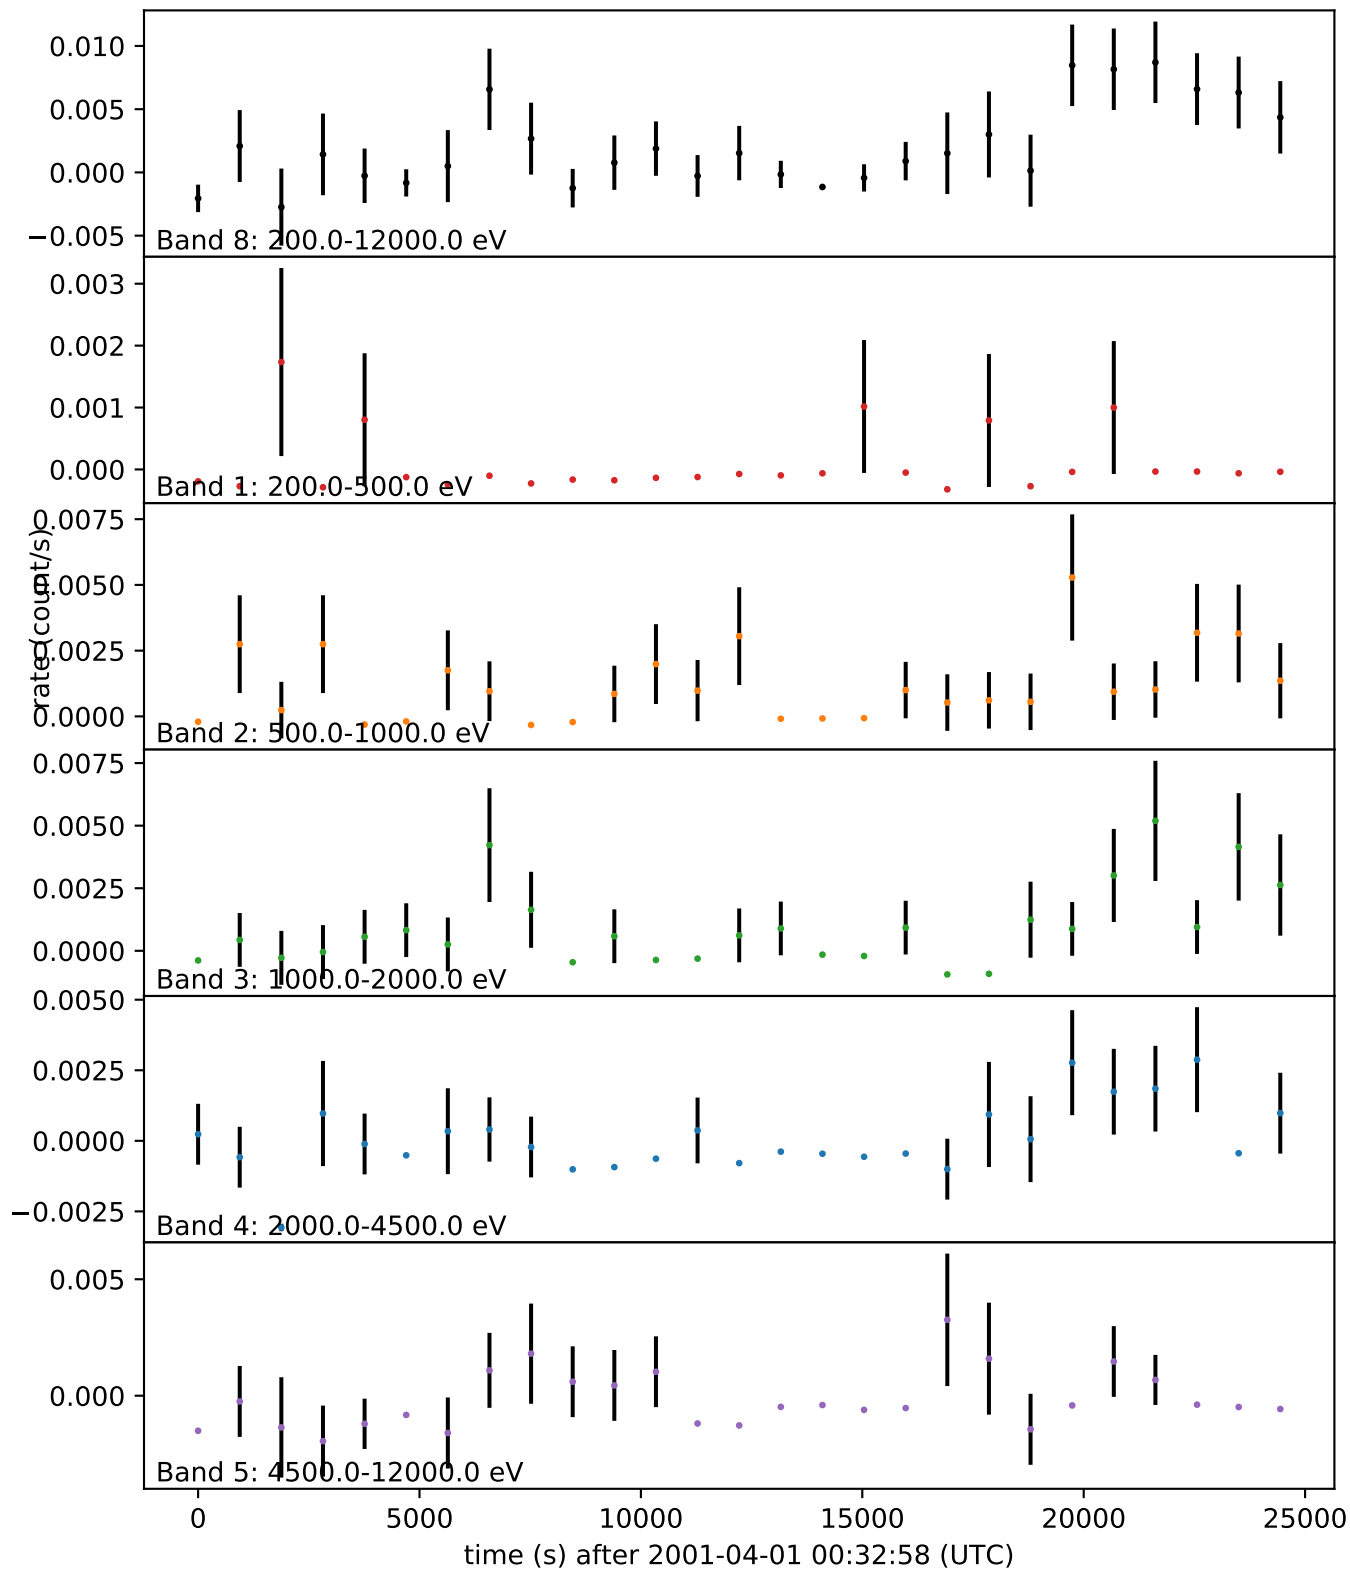 0.010
0.005
0.000
−0.005
Band 8: 200.0-12000.0 eV
0.003
0.002
0.001
0.000
Band 1: 200.0-500.0 eV
rate (count/s)
0.0075
0.0050
0.0025
0.0000
Band 2: 500.0-1000.0 eV
0.0075
0.0050
0.0025
0.0000
Band 3: 1000.0-2000.0 eV
0.0050
0.0025
0.0000
−0.0025
Band 4: 2000.0-4500.0 eV
0.005
0.000
Band 5: 4500.0-12000.0 eV
0 5000 10000 15000 20000 25000
time (s) after 2001-04-01 00:32:58 (UTC)